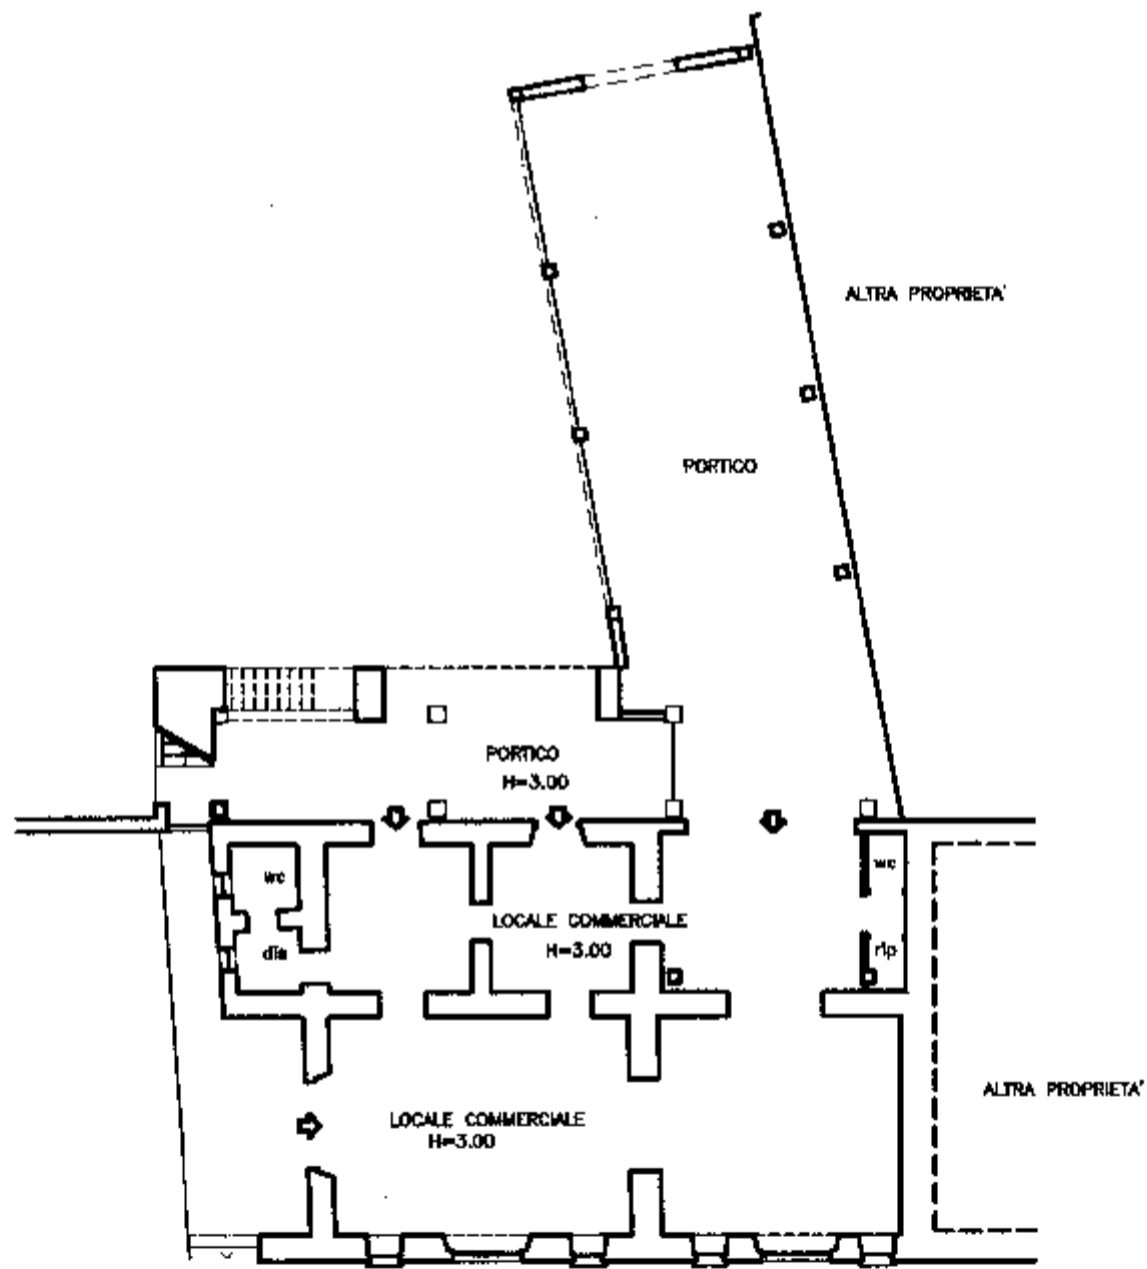 ALTRA PROPRIETA'
PORTICO
PORTICO
H=3.00
wc
wc
LOCALE COMMERCIALE
H=3.00
dis
rip
ALTRA PROPRIETA'
LOCALE COMMERCIALE
H=3.00